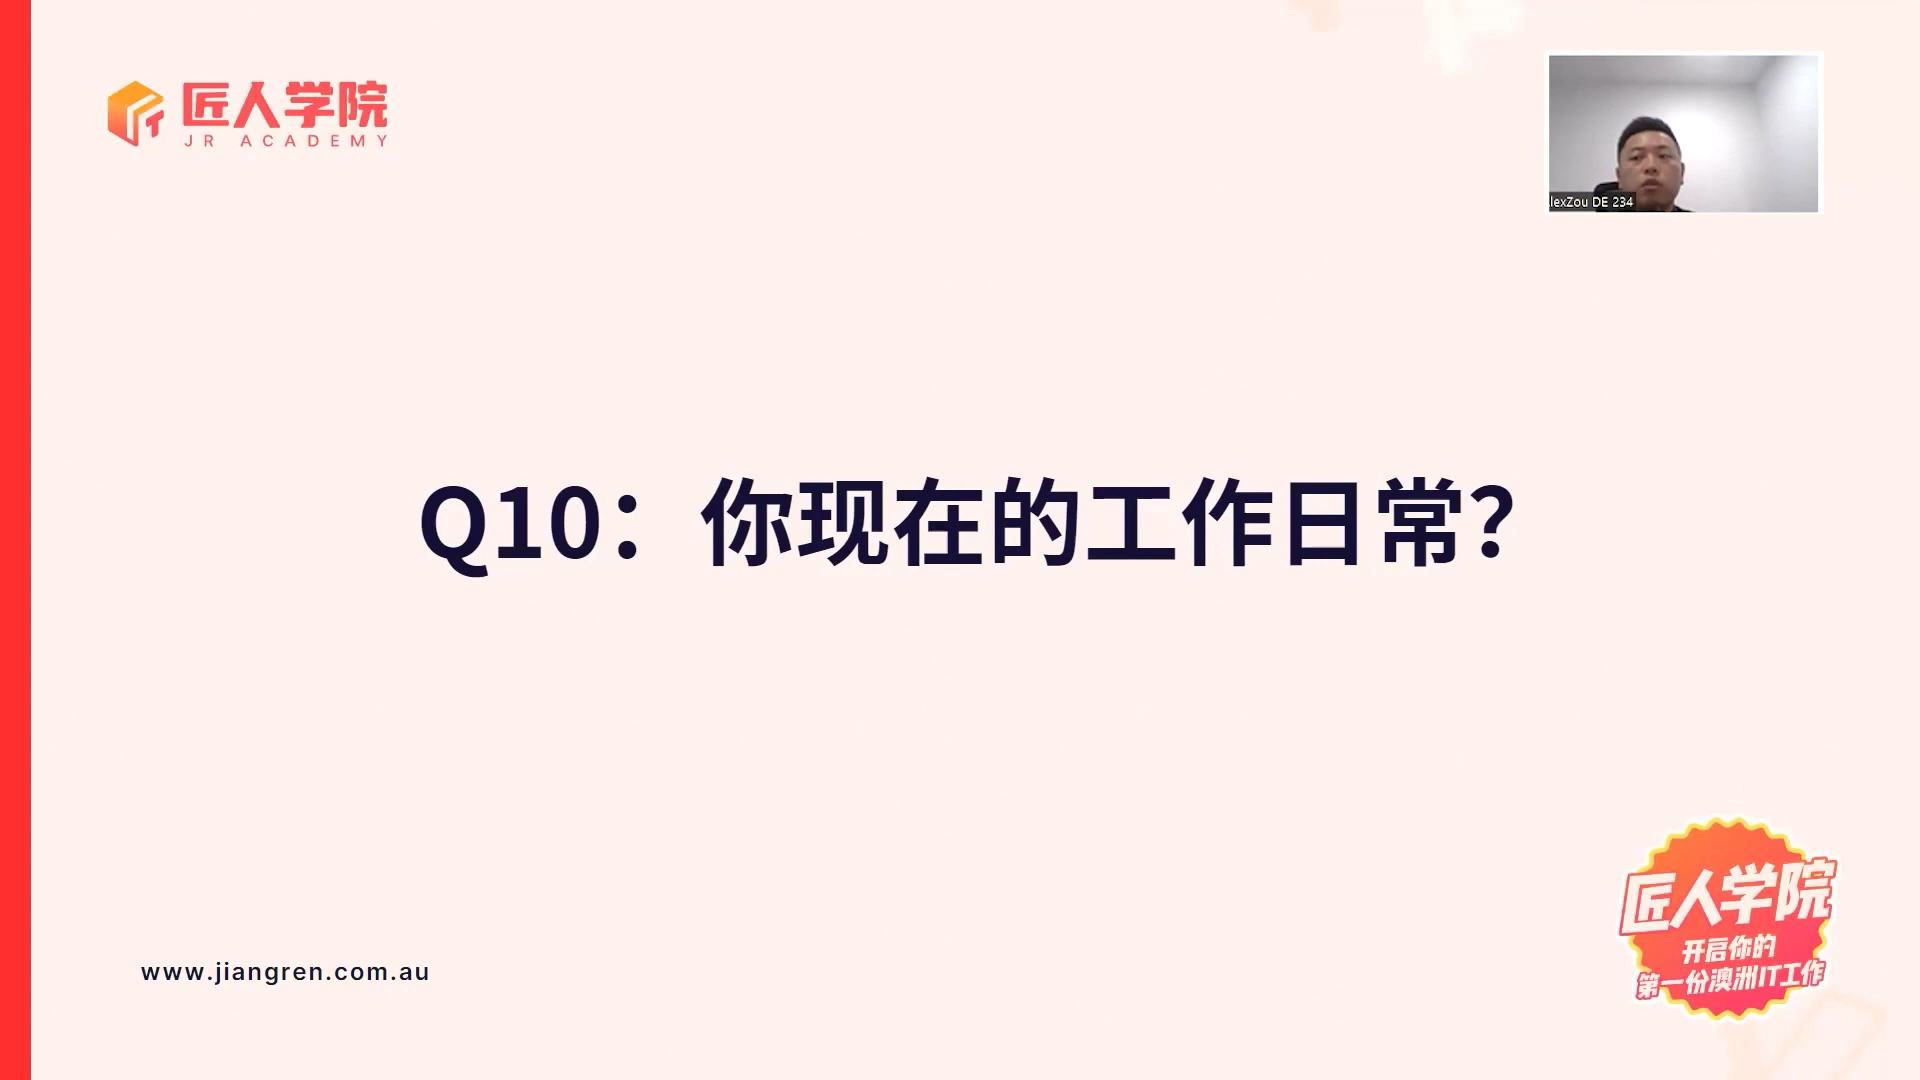 匠人学院
JR ACADEMY
lexZou DE 234
Q10：你现在的工作日常？
匠人学院
开启你的
第一份澳洲IT工作
www.jiangren.com.au